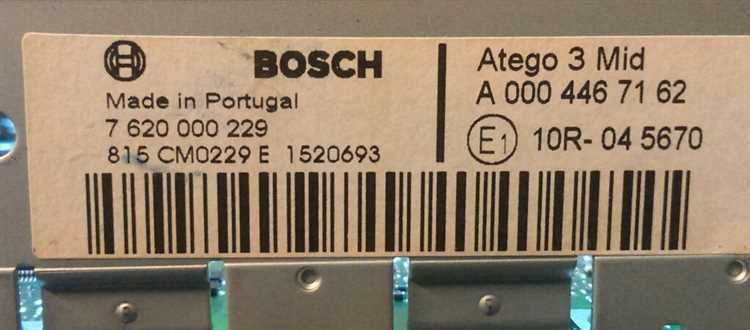 BOSCH
Made in Portugal
7 620 000 229
815 CM0229 E 1520693
Atego 3 Mid
A 000 446 71 62
E1 10R- 04 5670